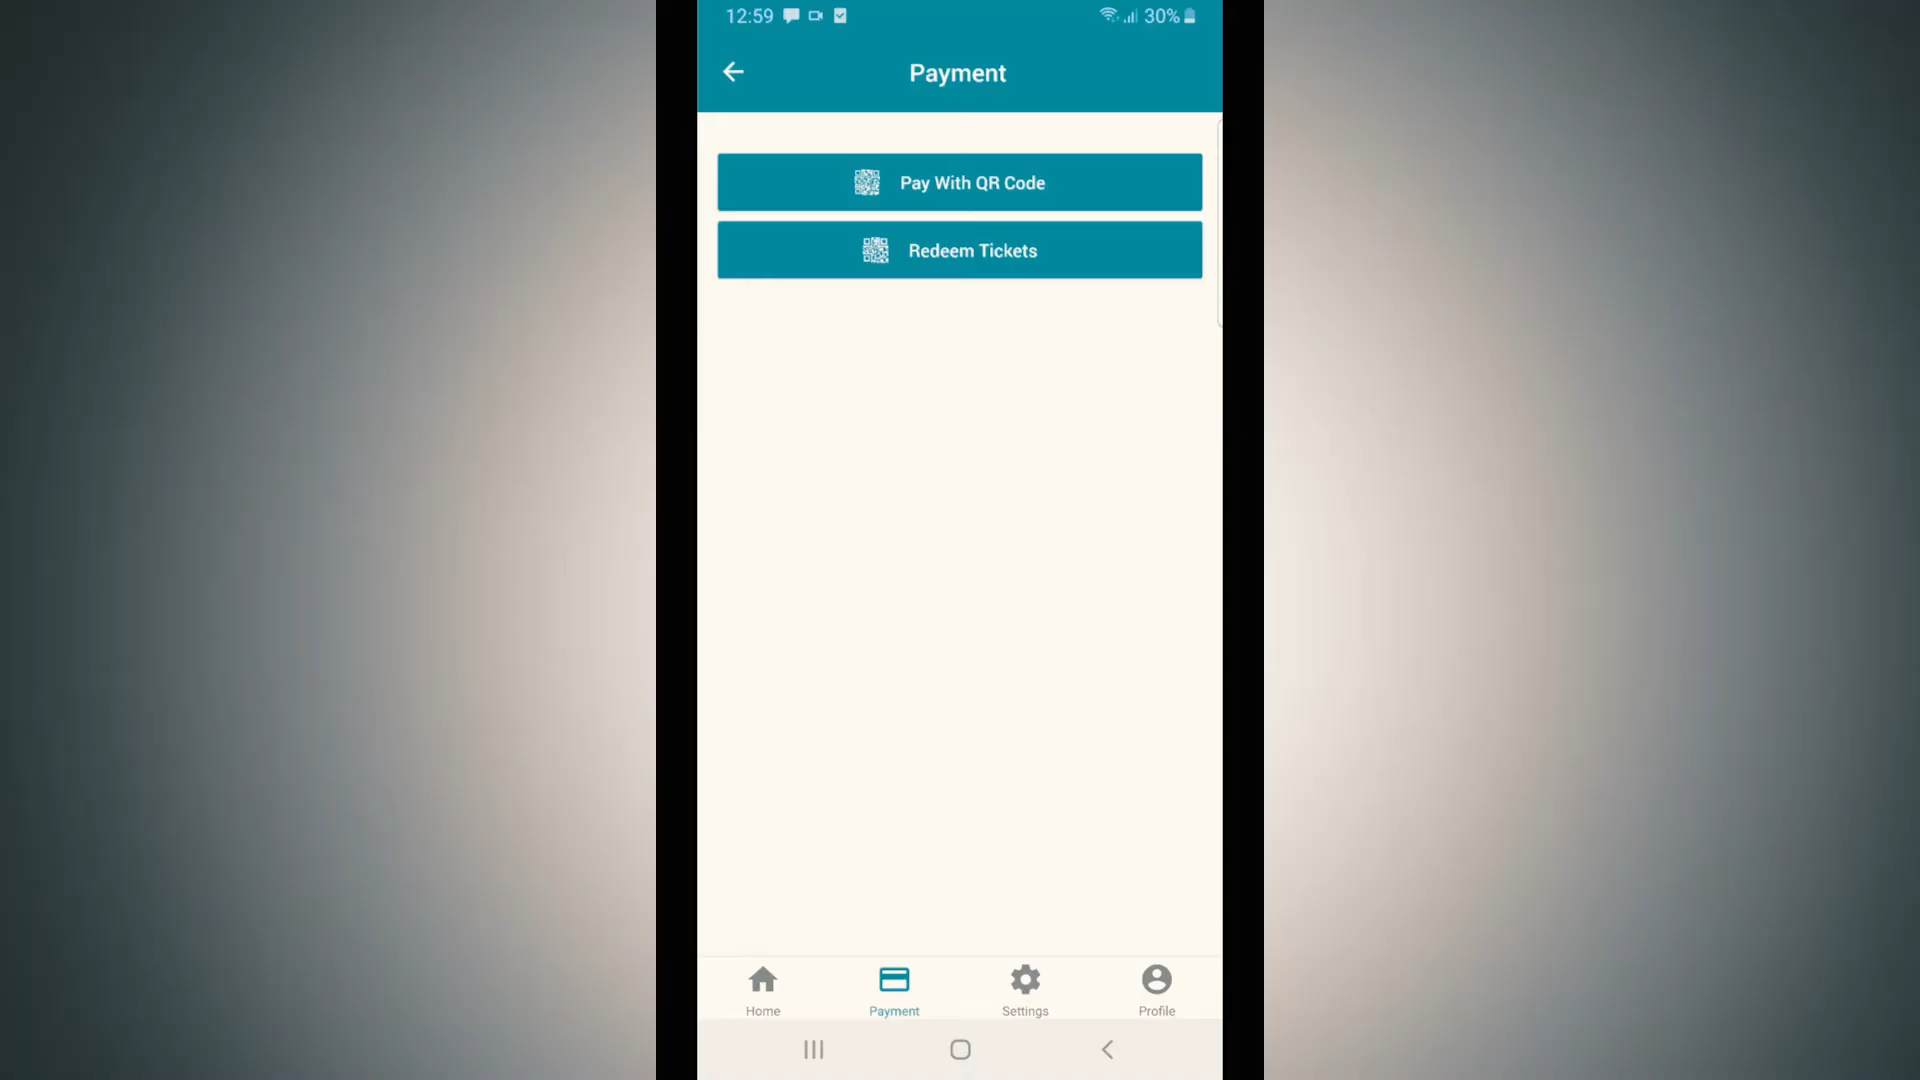 12:59
30%
Payment
Pay With QR Code
Redeem Tickets
Home
Payment
Settings
Profile